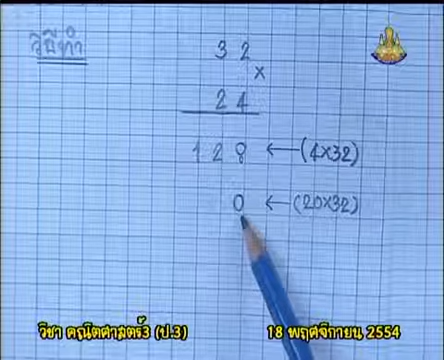 วิธีทำ
32
×
24
128 ← (4×32)
0 ← (20×32)
วิชา คณิตศาสตร์3 (ป.3) 18 พฤศจิกายน 2554